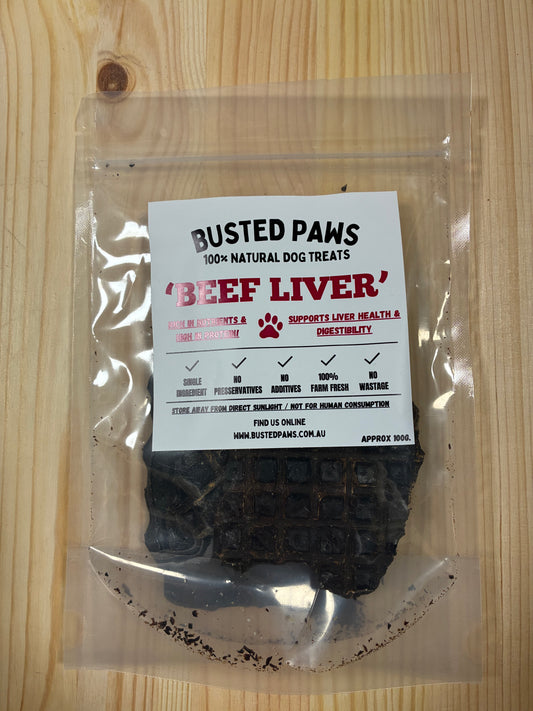 BUSTED PAWS
100% NATURAL DOG TREATS
'BEEF LIVER'
RICH IN NUTRIENTS &
HIGH IN PROTEIN!
SUPPORTS LIVER HEALTH &
DIGESTIBILITY
SINGLE
INGREDIENT
NO
PRESERVATIVES
NO
ADDITIVES
100%
FARM FRESH
NO
WASTAGE
STORE AWAY FROM DIRECT SUNLIGHT / NOT FOR HUMAN CONSUMPTION
FIND US ONLINE
WWW.BUSTEDPAWS.COM.AU
APPROX 100G.